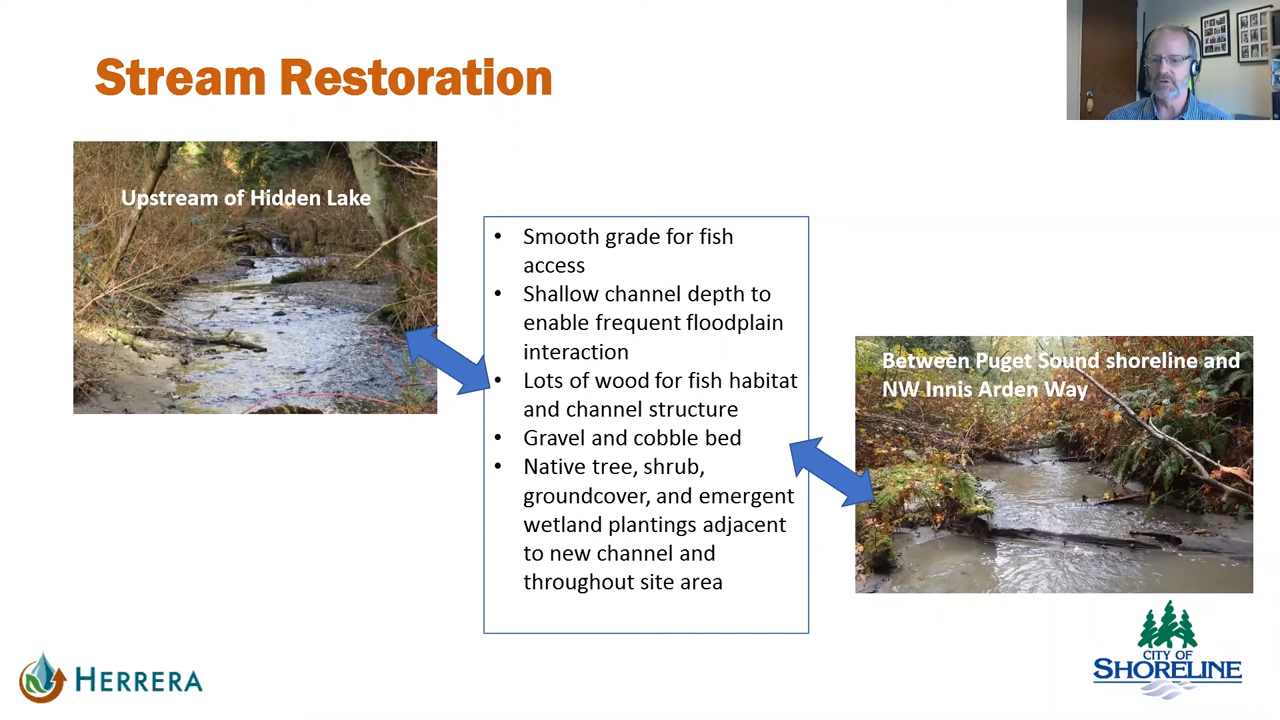 Stream Restoration
Upstream of Hidden Lake
• Smooth grade for fish
access
• Shallow channel depth to
enable frequent floodplain
interaction
• Lots of wood for fish habitat
and channel structure
• Gravel and cobble bed
• Native tree, shrub,
groundcover, and emergent
wetland plantings adjacent
to new channel and
throughout site area
Between Puget Sound shoreline and
NW Innis Arden Way
HERRERA
CITY OF
SHORELINE